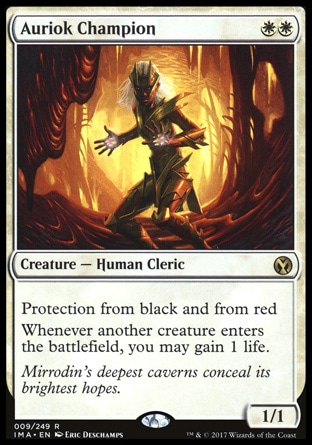 Auriok Champion
Creature — Human Cleric
Protection from black and from red
Whenever another creature enters
the battlefield, you may gain 1 life.
Mirrodin's deepest caverns conceal its
brightest hopes.
1/1
009/249 R
IMA • EN Eric Deschamps
™ & © 2017 Wizards of the Coast